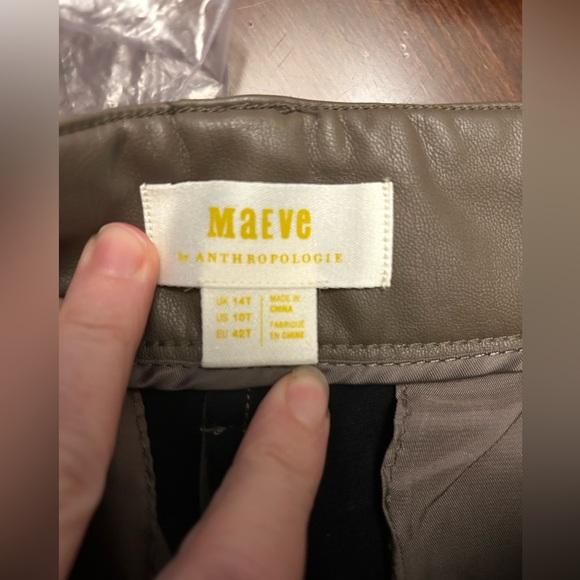 MaEVe
by ANTHROPOLOGIE
UK 14T
US 10T
EU 42T
MADE IN
CHINA
FABRIQUÉ
EN CHINE